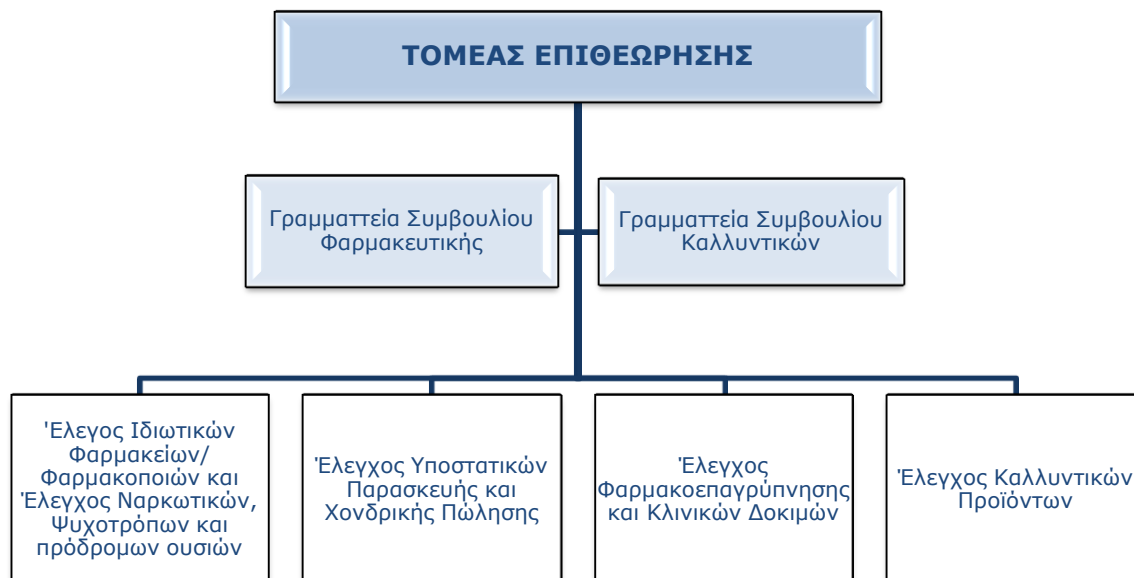 ΤΟΜΕΑΣ ΕΠΙΘΕΩΡΗΣΗΣ
Γραμματτεία Συμβουλίου
Φαρμακευτικής
Γραμματτεία Συμβουλίου
Καλλυντικών
'Ελεγος Ιδιωτικών
Φαρμακείων/
Φαρμακοποιών και
Έλεγχος Ναρκωτικών,
Ψυχοτρόπων και
πρόδρομων ουσιών
Έλεγχος Υποστατικών
Παρασκευής και
Χονδρικής Πώλησης
Έλεγχος
Φαρμακοεπαγρύπνησης
και Κλινικών Δοκιμών
Έλεγχος Καλλυντικών
Προϊόντων